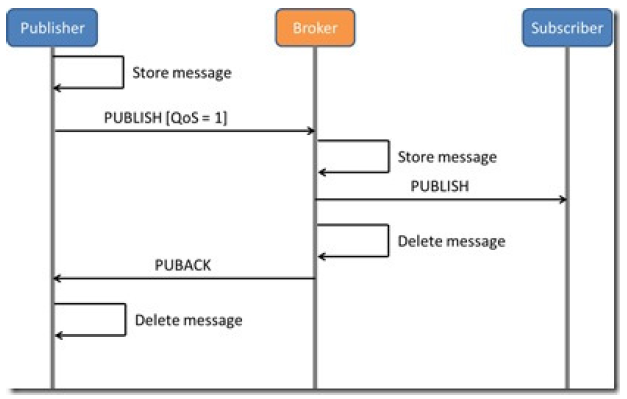 Publisher
Broker
Subscriber
Store message
PUBLISH [QoS = 1]
Store message
PUBLISH
Delete message
PUBACK
Delete message